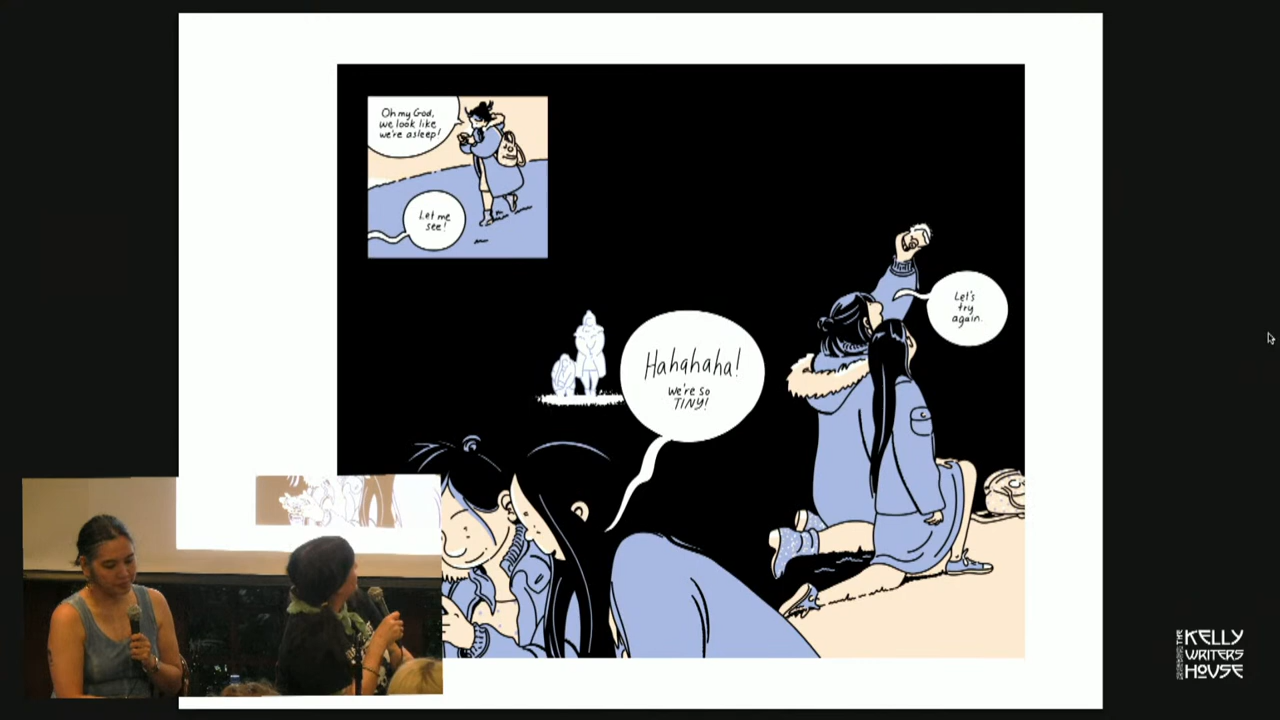 Oh my God,
we look like
we're asleep!
Let me
see!
Let's
try
again.
Hahahaha!
we're so
TINY!
THE
KELLY
WRITERS
HOUSE